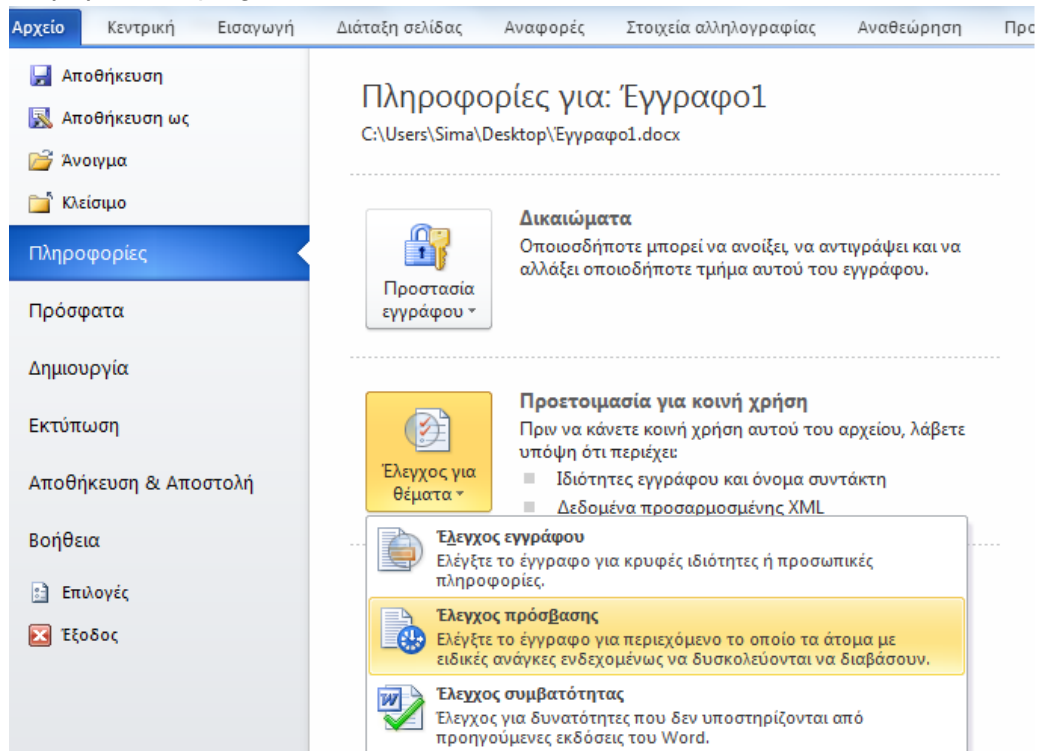 Αρχείο Κεντρική Εισαγωγή Διάταξη σελίδας Αναφορές Στοιχεία αλληλογραφίας Αναθεώρηση
Αποθήκευση
Αποθήκευση ως
Άνοιγμα
Κλείσιμο
Πληροφορίες
Πρόσφατα
Δημιουργία
Εκτύπωση
Αποθήκευση & Αποστολή
Βοήθεια
Επιλογές
Έξοδος
Πληροφορίες για: Έγγραφο1
C:\Users\Sima\Desktop\Έγγραφο1.docx
Προστασία
εγγράφου
Δικαιώματα
Οποιοσδήποτε μπορεί να ανοίξει, να αντιγράψει και να
αλλάξει οποιοδήποτε τμήμα αυτού του εγγράφου.
Έλεγχος για
θέματα
Προετοιμασία για κοινή χρήση
Πριν να κάνετε κοινή χρήση αυτού του αρχείου, λάβετε
υπόψη ότι περιέχει:
Ιδιότητες εγγράφου και όνομα συντάκτη
Δεδομένα προσαρμοσμένης XML
Έλεγχος εγγράφου
Ελέγξτε το έγγραφο για κρυφές ιδιότητες ή προσωπικές
πληροφορίες.
Έλεγχος πρόσβασης
Ελέγξτε το έγγραφο για περιεχόμενο το οποίο τα άτομα με
ειδικές ανάγκες ενδεχομένως να δυσκολεύονται να διαβάσουν.
Έλεγχος συμβατότητας
Έλεγχος για δυνατότητες που δεν υποστηρίζονται από
προηγούμενες εκδόσεις του Word.